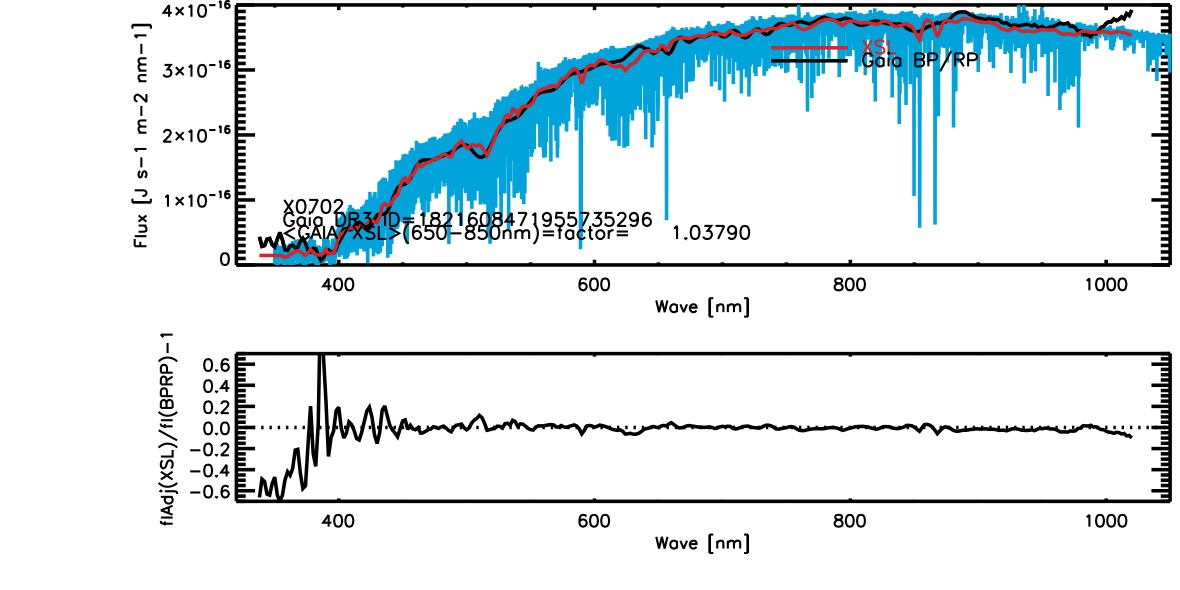 4×10⁻¹⁶
3×10⁻¹⁶
2×10⁻¹⁶
1×10⁻¹⁶
0
Flux [J s−1 m−2 nm−1]
XSL
Gaia BP/RP
X0702
Gaia DR3 ID=1821608471955735296
<GAIA/XSL>(650−850nm)=factor= 1.03790
400 600 800 1000
Wave [nm]
0.6
0.4
0.2
0.0
−0.2
−0.4
−0.6
flAdj(XSL)/fl(BPRP)−1
400 600 800 1000
Wave [nm]